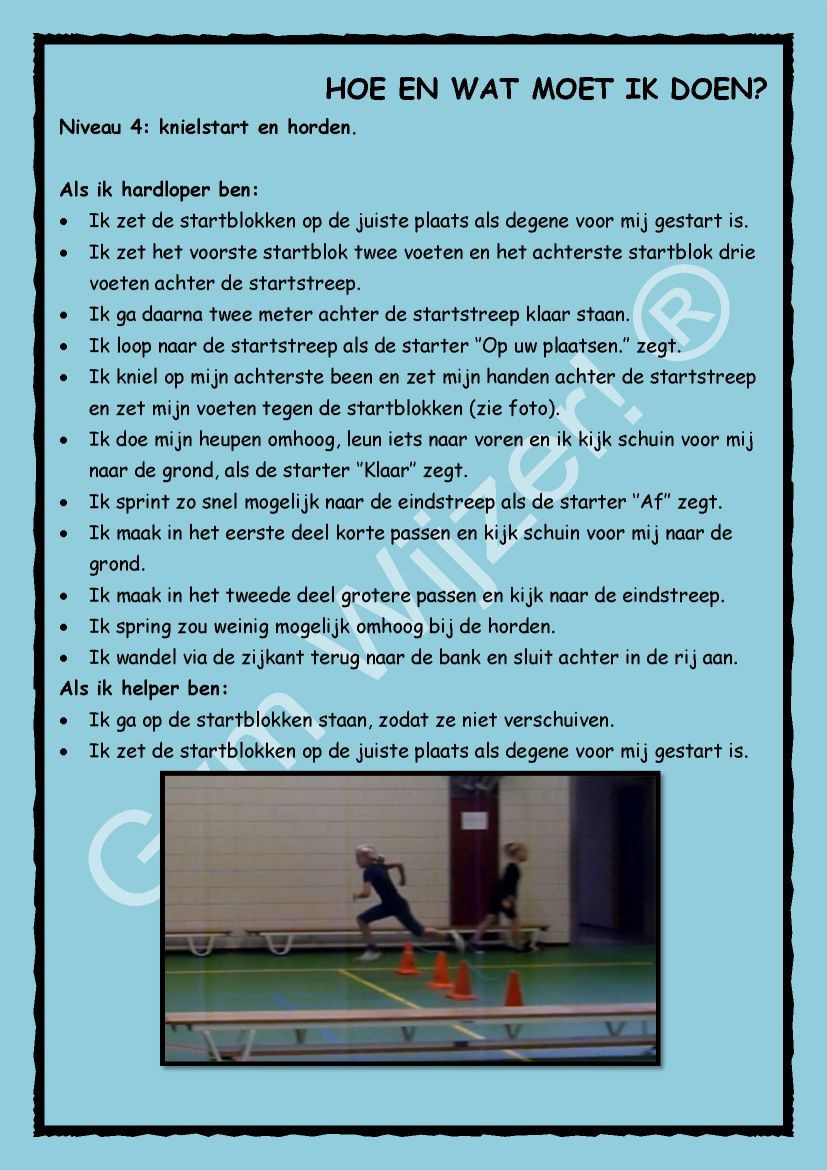 HOE EN WAT MOET IK DOEN?
Niveau 4: knielstart en horden.
Als ik hardloper ben:
• Ik zet de startblokken op de juiste plaats als degene voor mij gestart is.
• Ik zet het voorste startblok twee voeten en het achterste startblok drie
voeten achter de startstreep.
• Ik ga daarna twee meter achter de startstreep klaar staan.
• Ik loop naar de startstreep als de starter ‘’Op uw plaatsen.’’ zegt.
• Ik kniel op mijn achterste been en zet mijn handen achter de startstreep
en zet mijn voeten tegen de startblokken (zie foto).
• Ik doe mijn heupen omhoog, leun iets naar voren en ik kijk schuin voor mij
naar de grond, als de starter ‘’Klaar’’ zegt.
• Ik sprint zo snel mogelijk naar de eindstreep als de starter ‘’Af’’ zegt.
• Ik maak in het eerste deel korte passen en kijk schuin voor mij naar de
grond.
• Ik maak in het tweede deel grotere passen en kijk naar de eindstreep.
• Ik spring zou weinig mogelijk omhoog bij de horden.
• Ik wandel via de zijkant terug naar de bank en sluit achter in de rij aan.
Als ik helper ben:
• Ik ga op de startblokken staan, zodat ze niet verschuiven.
• Ik zet de startblokken op de juiste plaats als degene voor mij gestart is.
Gym Wijzer! ®